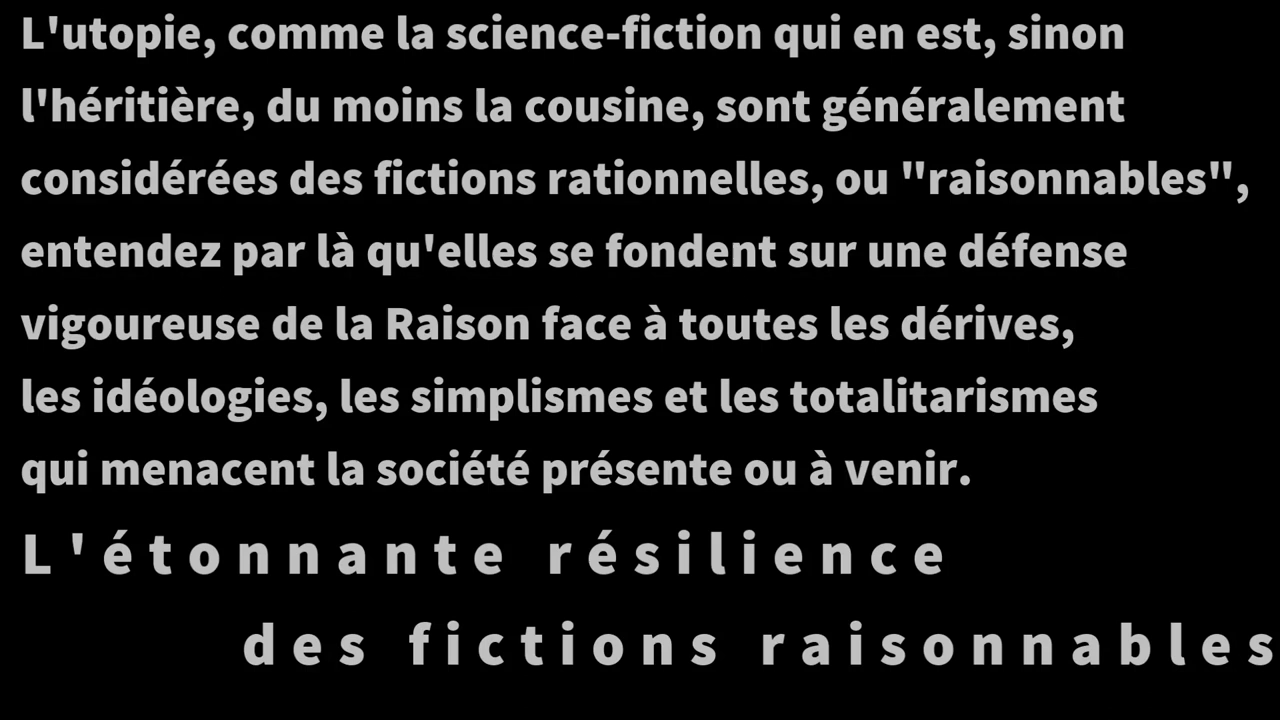 L'utopie, comme la science-fiction qui en est, sinon
l'héritière, du moins la cousine, sont généralement
considérées des fictions rationnelles, ou "raisonnables",
entendez par là qu'elles se fondent sur une défense
vigoureuse de la Raison face à toutes les dérives,
les idéologies, les simplismes et les totalitarismes
qui menacent la société présente ou à venir.
L'étonnante résilience
des fictions raisonnables